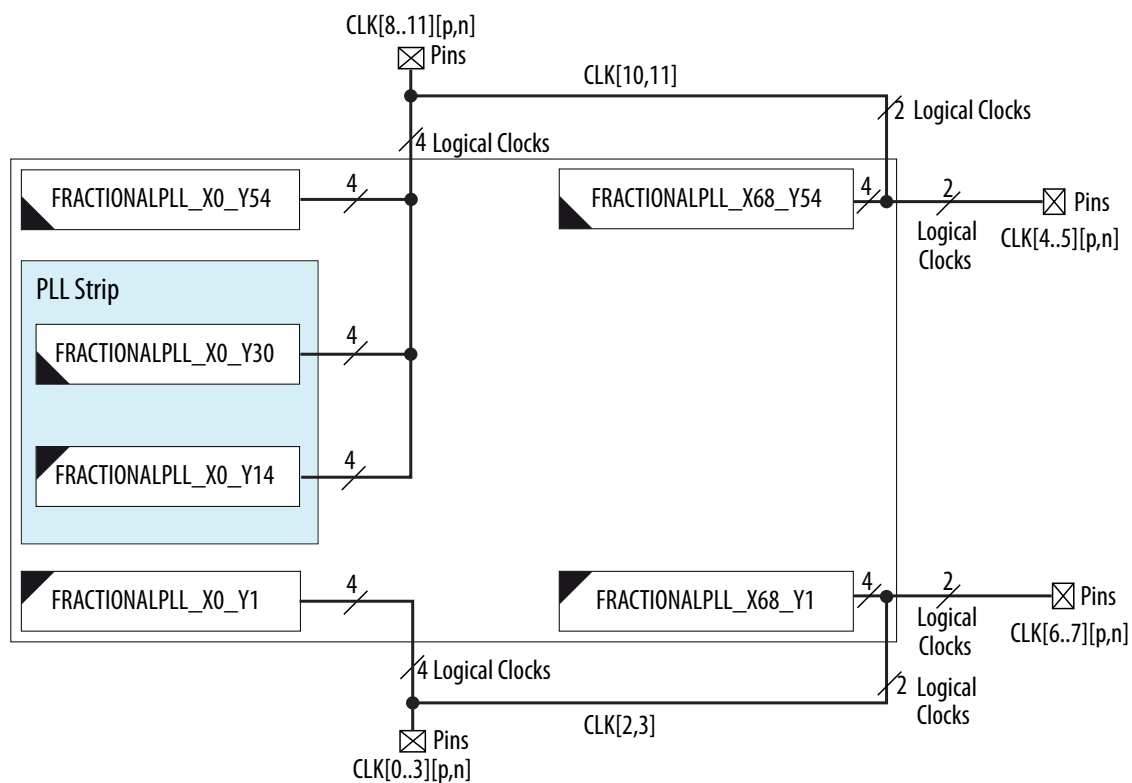 CLK[8..11][p,n]
Pins
CLK[10,11]
2 Logical Clocks
4 Logical Clocks
FRACTIONALPLL_X0_Y54
4
FRACTIONALPLL_X68_Y54
4
2
Logical
Clocks
Pins
CLK[4..5][p,n]
PLL Strip
FRACTIONALPLL_X0_Y30
4
FRACTIONALPLL_X0_Y14
4
FRACTIONALPLL_X0_Y1
4
FRACTIONALPLL_X68_Y1
4
2
Logical
Clocks
Pins
CLK[6..7][p,n]
4 Logical Clocks
2 Logical
Clocks
CLK[2,3]
Pins
CLK[0..3][p,n]